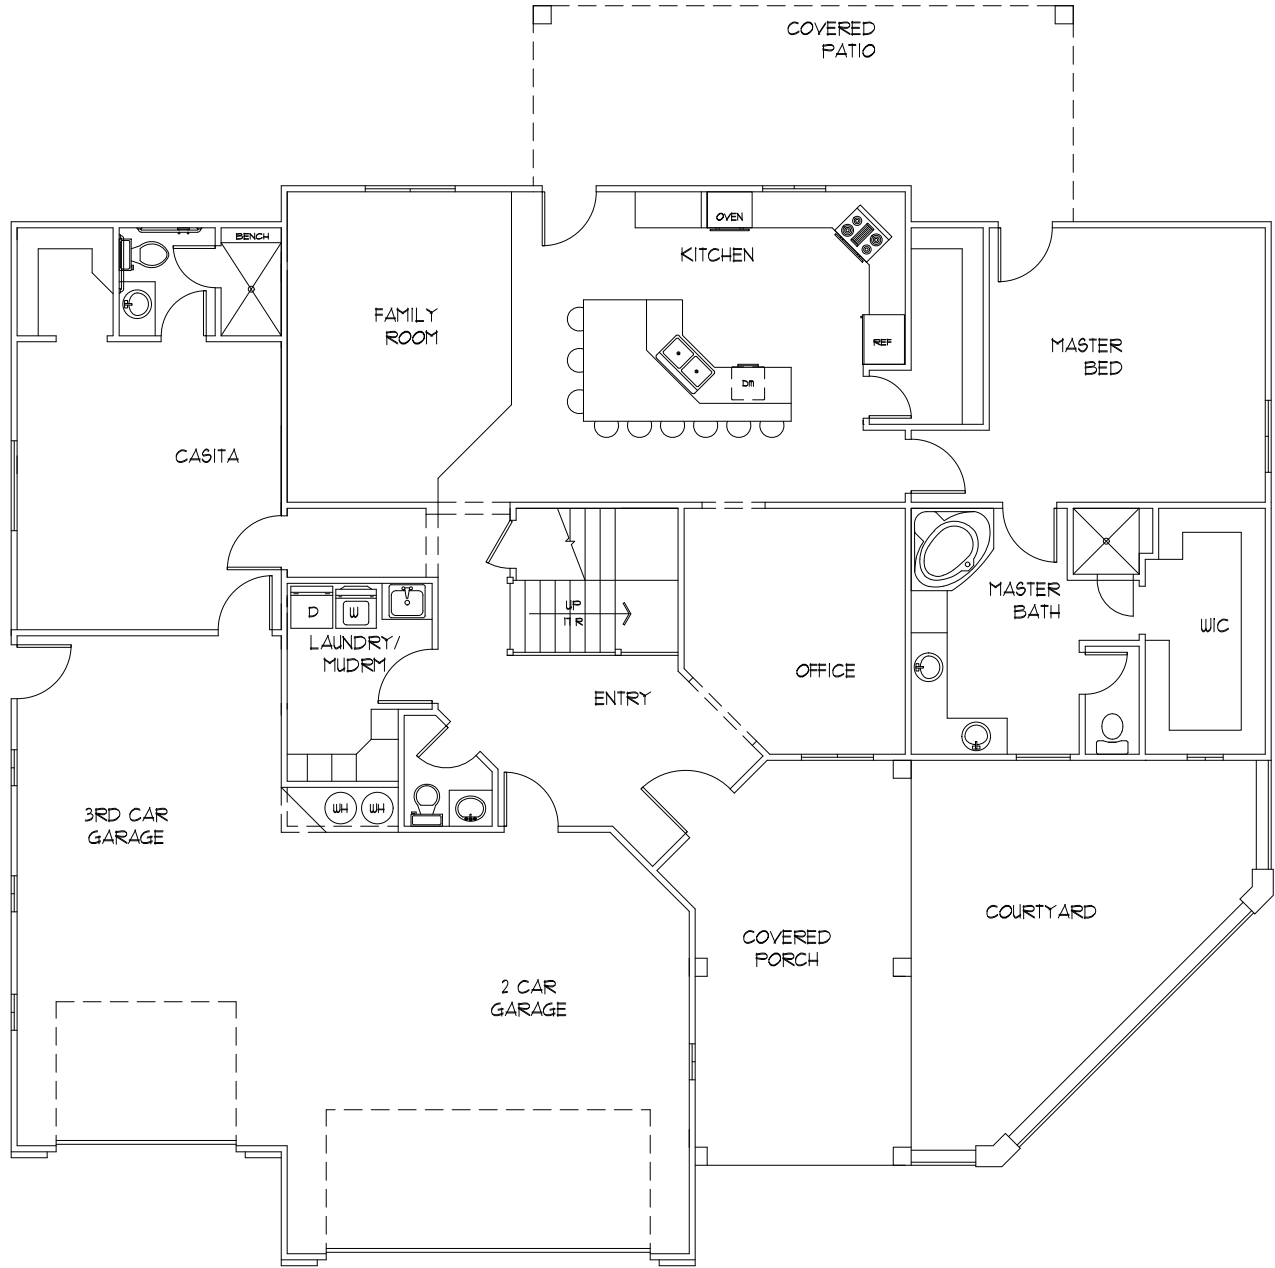 COVERED
PATIO
OVEN
BENCH
KITCHEN
FAMILY
ROOM
REF
MASTER
BED
DW
CASITA
MASTER
BATH
D
W
UP
17 R
WIC
LAUNDRY/
MUDRM
OFFICE
ENTRY
WH
WH
3RD CAR
GARAGE
COURTYARD
COVERED
PORCH
2 CAR
GARAGE